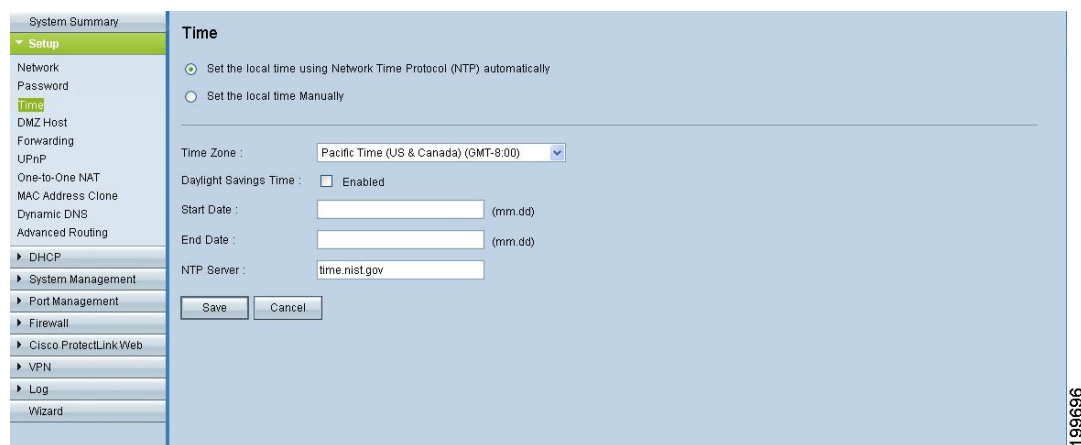 System Summary
Setup
Network
Password
Time
DMZ Host
Forwarding
UPnP
One-to-One NAT
MAC Address Clone
Dynamic DNS
Advanced Routing
DHCP
System Management
Port Management
Firewall
Cisco ProtectLink Web
VPN
Log
Wizard
Time
Set the local time using Network Time Protocol (NTP) automatically
Set the local time Manually
Time Zone : Pacific Time (US & Canada) (GMT-8:00)
Daylight Savings Time : Enabled
Start Date : (mm.dd)
End Date : (mm.dd)
NTP Server : time.nist.gov
Save Cancel
199696